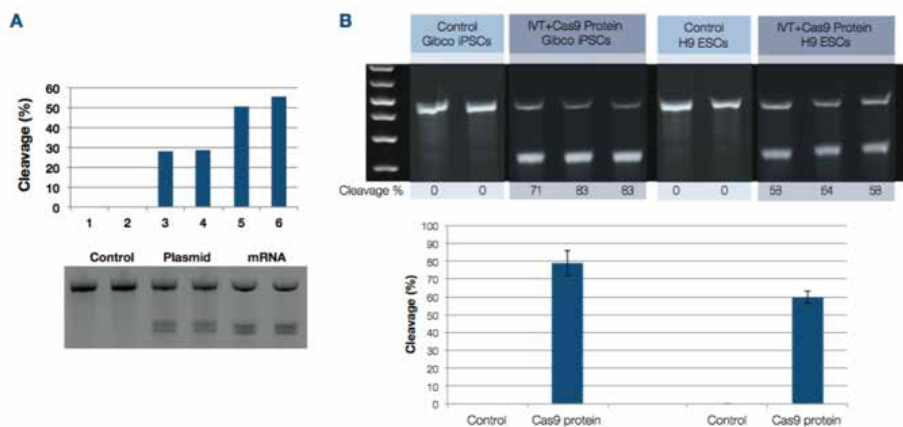 A
60
50
40
30
20
10
0
Cleavage (%)
1 2 3 4 5 6
Control Plasmid mRNA
B
Control
Gibco iPSCs
IVT+Cas9 Protein
Gibco iPSCs
Control
H9 ESCs
IVT+Cas9 Protein
H9 ESCs
Cleavage % 0 0 71 83 83 0 0 58 64 58
100
90
80
70
60
50
40
30
20
10
0
Cleavage (%)
Control Cas9 protein Control Cas9 protein